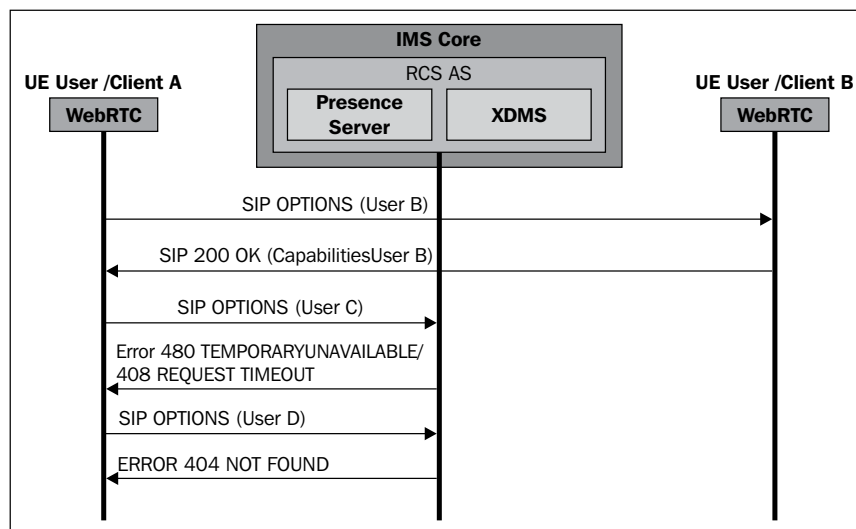 IMS Core
RCS AS
UE User /Client A
UE User /Client B
WebRTC
Presence
Server
XDMS
WebRTC
SIP OPTIONS (User B)
SIP 200 OK (CapabilitiesUser B)
SIP OPTIONS (User C)
Error 480 TEMPORARYUNAVAILABLE/
408 REQUEST TIMEOUT
SIP OPTIONS (User D)
ERROR 404 NOT FOUND